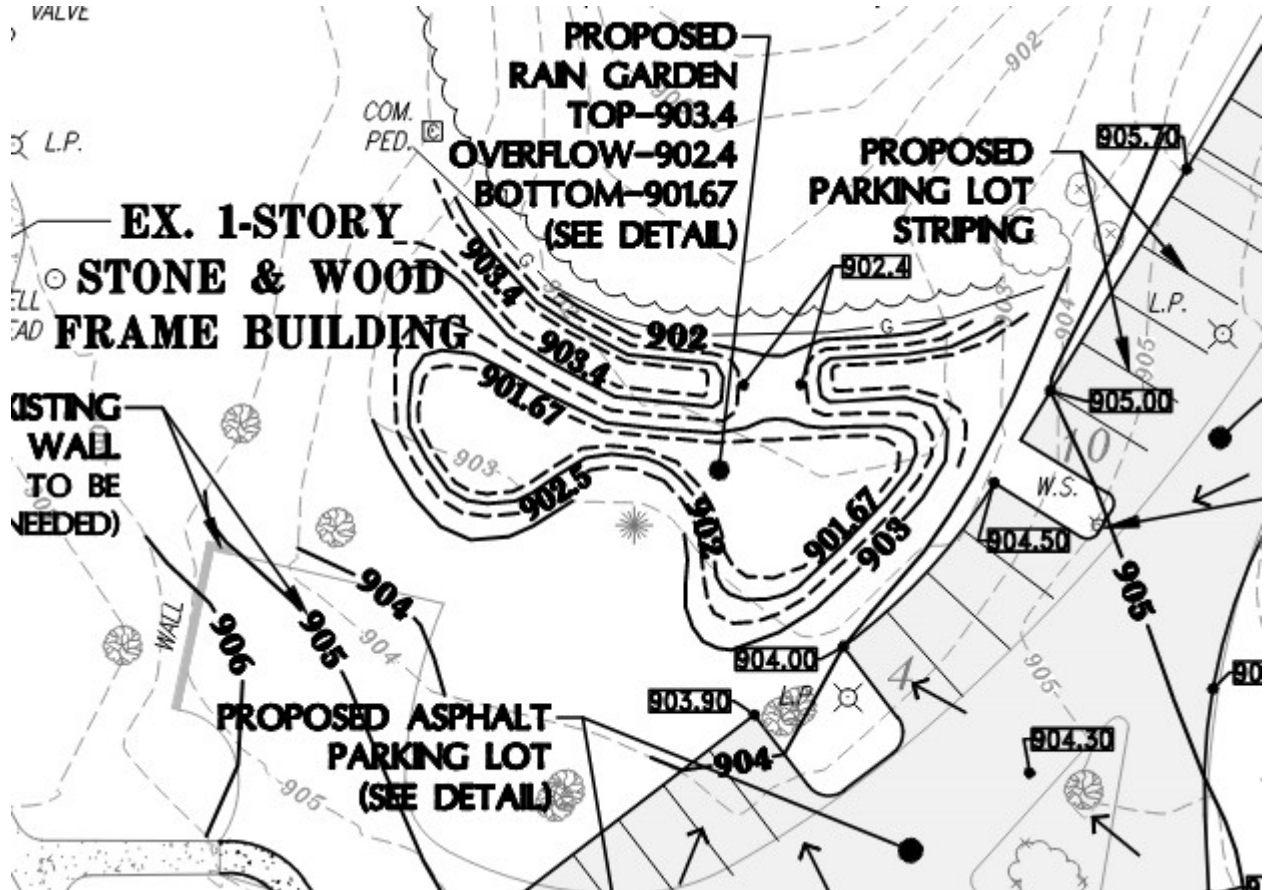 VALVE
PROPOSED
RAIN GARDEN
TOP-903.4
OVERFLOW-902.4
BOTTOM-901.67
(SEE DETAIL)
902
COM.
PED.
C
L.P.
905.70
PROPOSED
PARKING LOT
STRIPING
EX. 1-STORY
STONE & WOOD
FRAME BUILDING
903.4
G
902.4
903.4
902
G
904
L.P.
905
901.67
905.00
WALL
TO BE
903
902.5
10
W.S.
902
901.67
903
904.50
905
904
906
WALL
905
904
904.00
4
L.P.
903.90
905
PROPOSED ASPHALT
PARKING LOT
(SEE DETAIL)
904
904.30
905